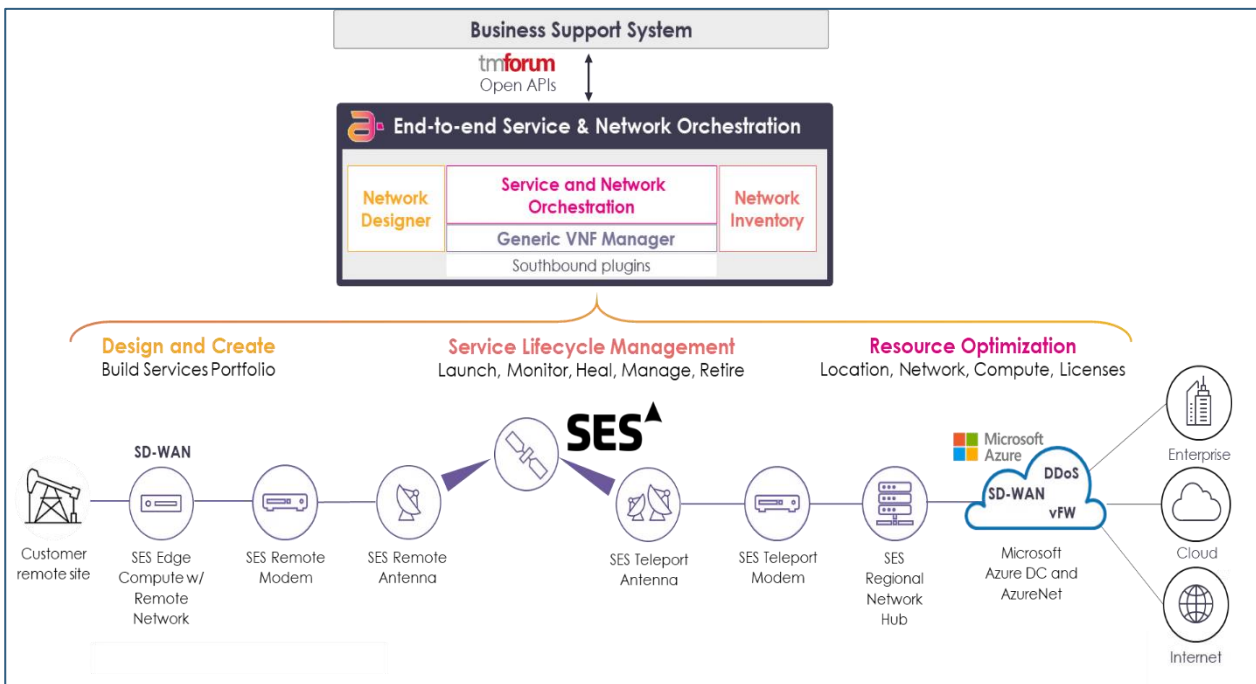 Business Support System
tmforum
Open APIs
a End-to-end Service & Network Orchestration
Network
Designer
Service and Network
Orchestration
Generic VNF Manager
Southbound plugins
Network
Inventory
Design and Create
Build Services Portfolio
Service Lifecycle Management
Launch, Monitor, Heal, Manage, Retire
Resource Optimization
Location, Network, Compute, Licenses
SES
SD-WAN
Microsoft
Azure
DDoS
SD-WAN
vFW
Customer
remote site
SES Edge
Compute w/
Remote
Network
SES Remote
Modem
SES Remote
Antenna
SES Teleport
Antenna
SES Teleport
Modem
SES
Regional
Network
Hub
Microsoft
Azure DC and
AzureNet
Enterprise
Cloud
Internet